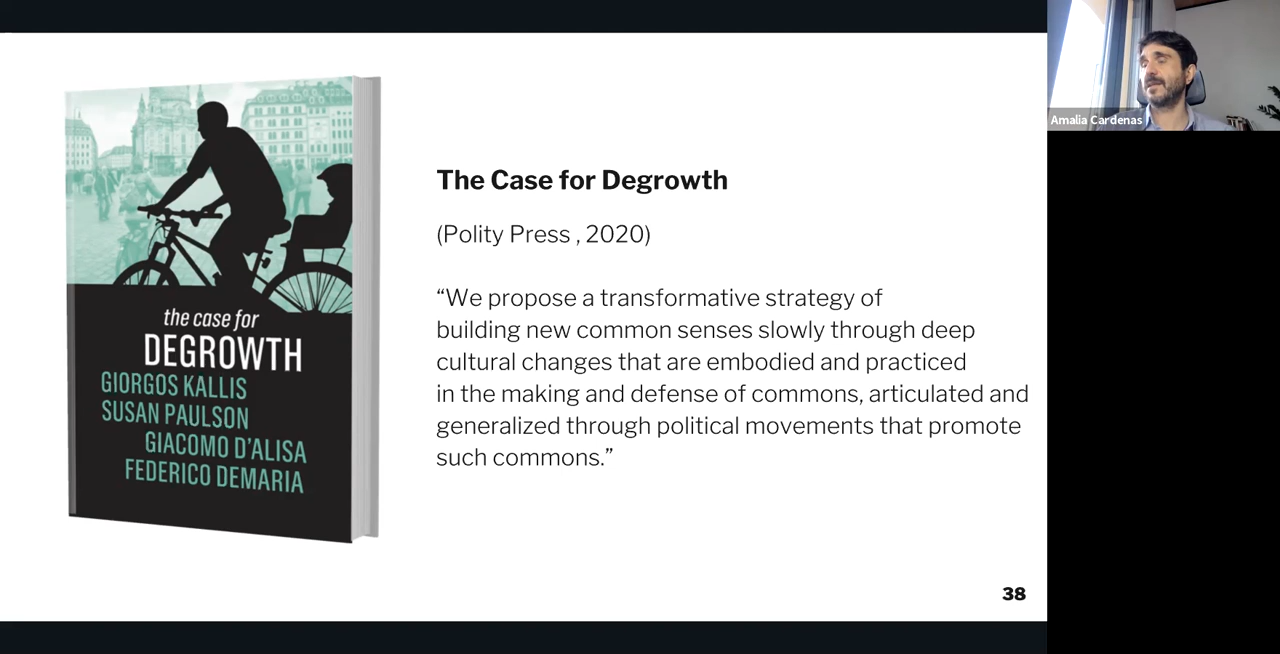 the case for
DEGROWTH
GIORGOS KALLIS
SUSAN PAULSON
GIACOMO D'ALISA
FEDERICO DEMARIA
The Case for Degrowth
(Polity Press , 2020)
“We propose a transformative strategy of
building new common senses slowly through deep
cultural changes that are embodied and practiced
in the making and defense of commons, articulated and
generalized through political movements that promote
such commons.”
38
Amalia Cardenas